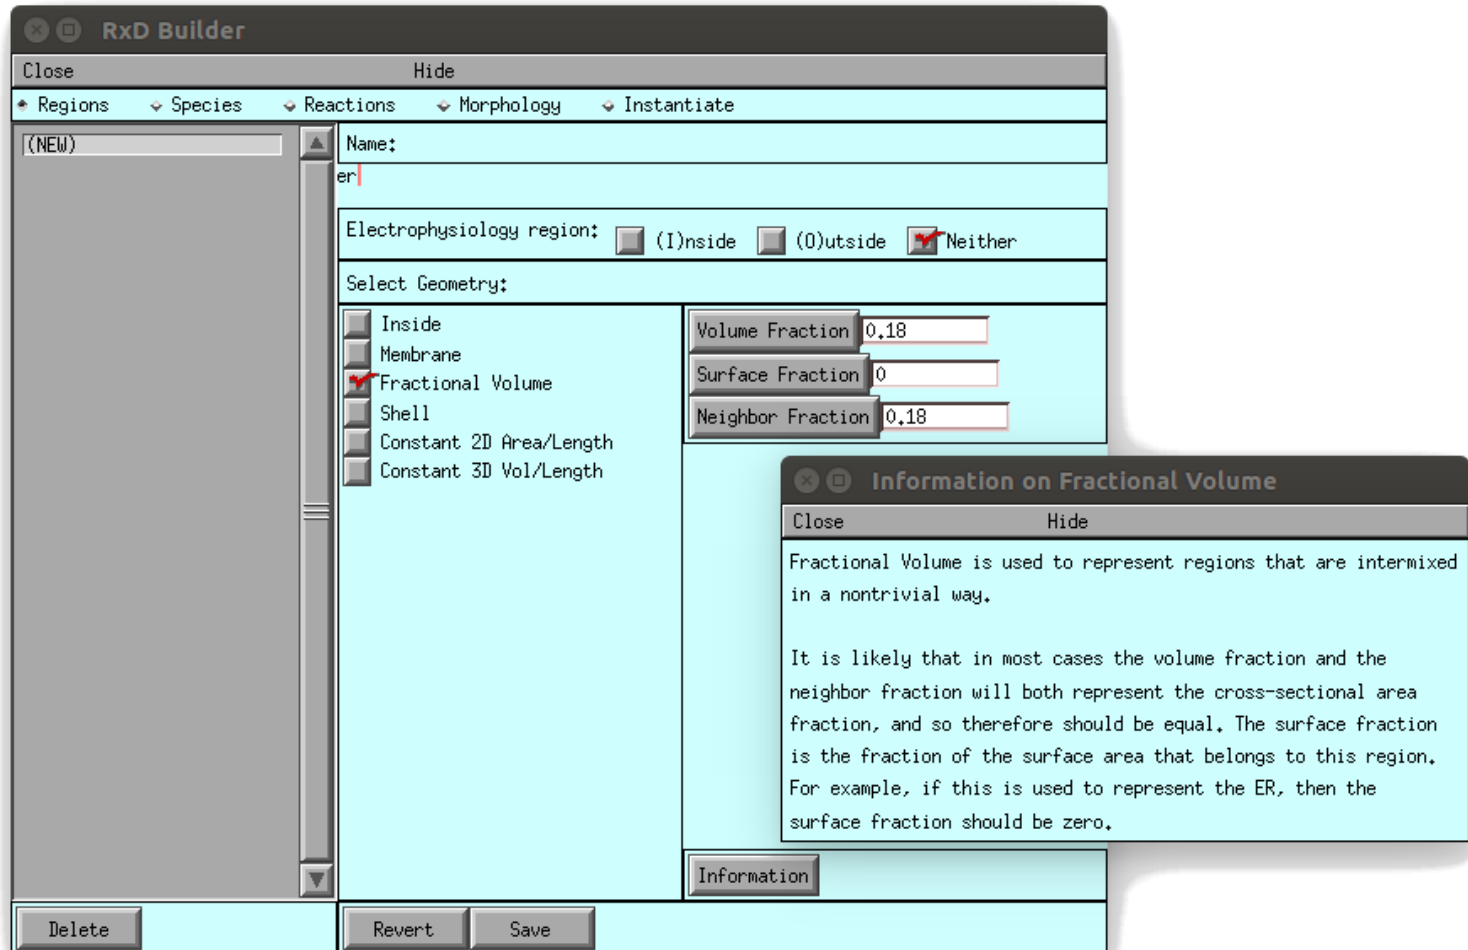 RxD Builder
Close Hide
Regions Species Reactions Morphology Instantiate
(NEW)
Name:
er
Electrophysiology region: (I)nside (O)utside Neither
Select Geometry:
Inside
Membrane
Fractional Volume
Shell
Constant 2D Area/Length
Constant 3D Vol/Length
Volume Fraction 0.18
Surface Fraction 0
Neighbor Fraction 0.18
Information on Fractional Volume
Close Hide
Fractional Volume is used to represent regions that are intermixed
in a nontrivial way.
It is likely that in most cases the volume fraction and the
neighbor fraction will both represent the cross-sectional area
fraction, and so therefore should be equal. The surface fraction
is the fraction of the surface area that belongs to this region.
For example, if this is used to represent the ER, then the
surface fraction should be zero.
Information
Delete Revert Save